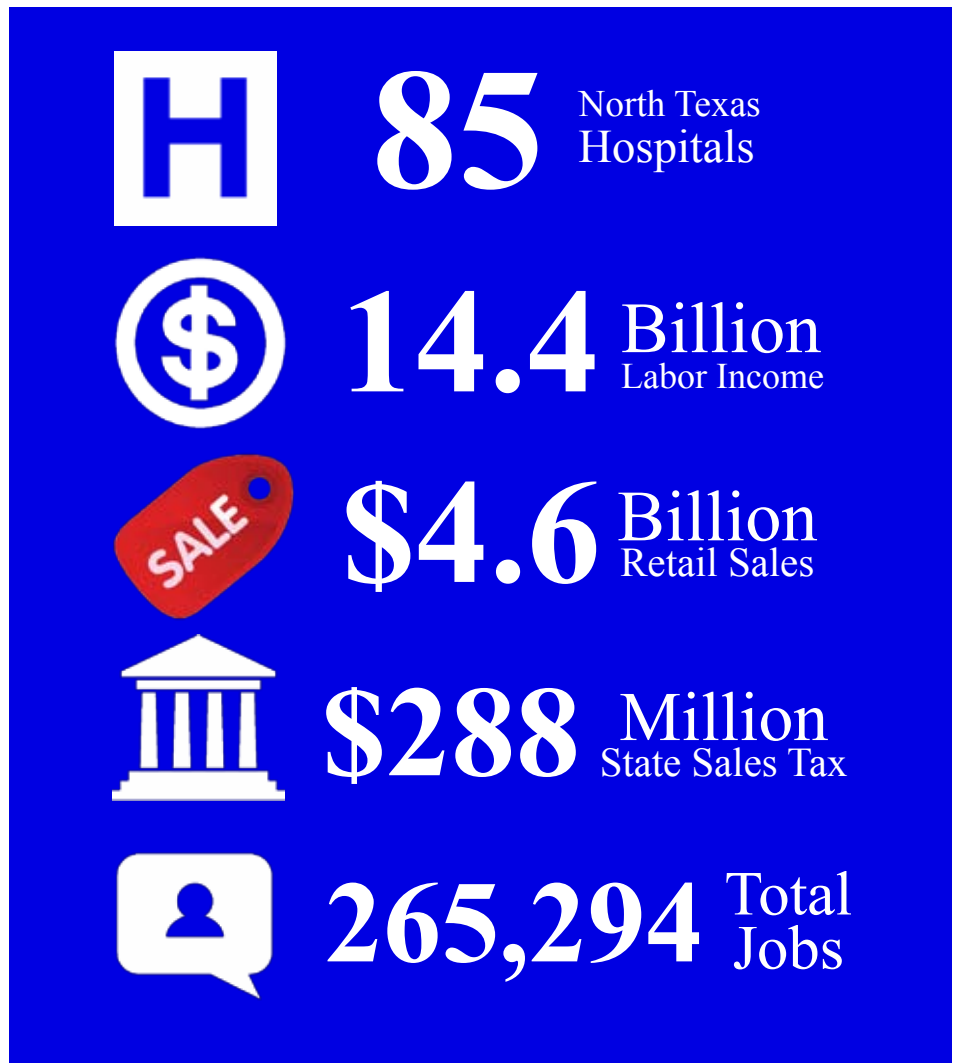 H
85
North Texas
Hospitals
$
14.4
Billion
Labor Income
SALE
$4.6
Billion
Retail Sales
$288
Million
State Sales Tax
265,294
Total
Jobs